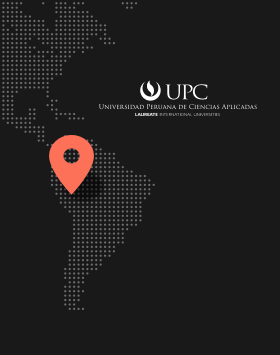 UPC
Universidad Peruana de Ciencias Aplicadas
LAUREATE INTERNATIONAL UNIVERSITIES